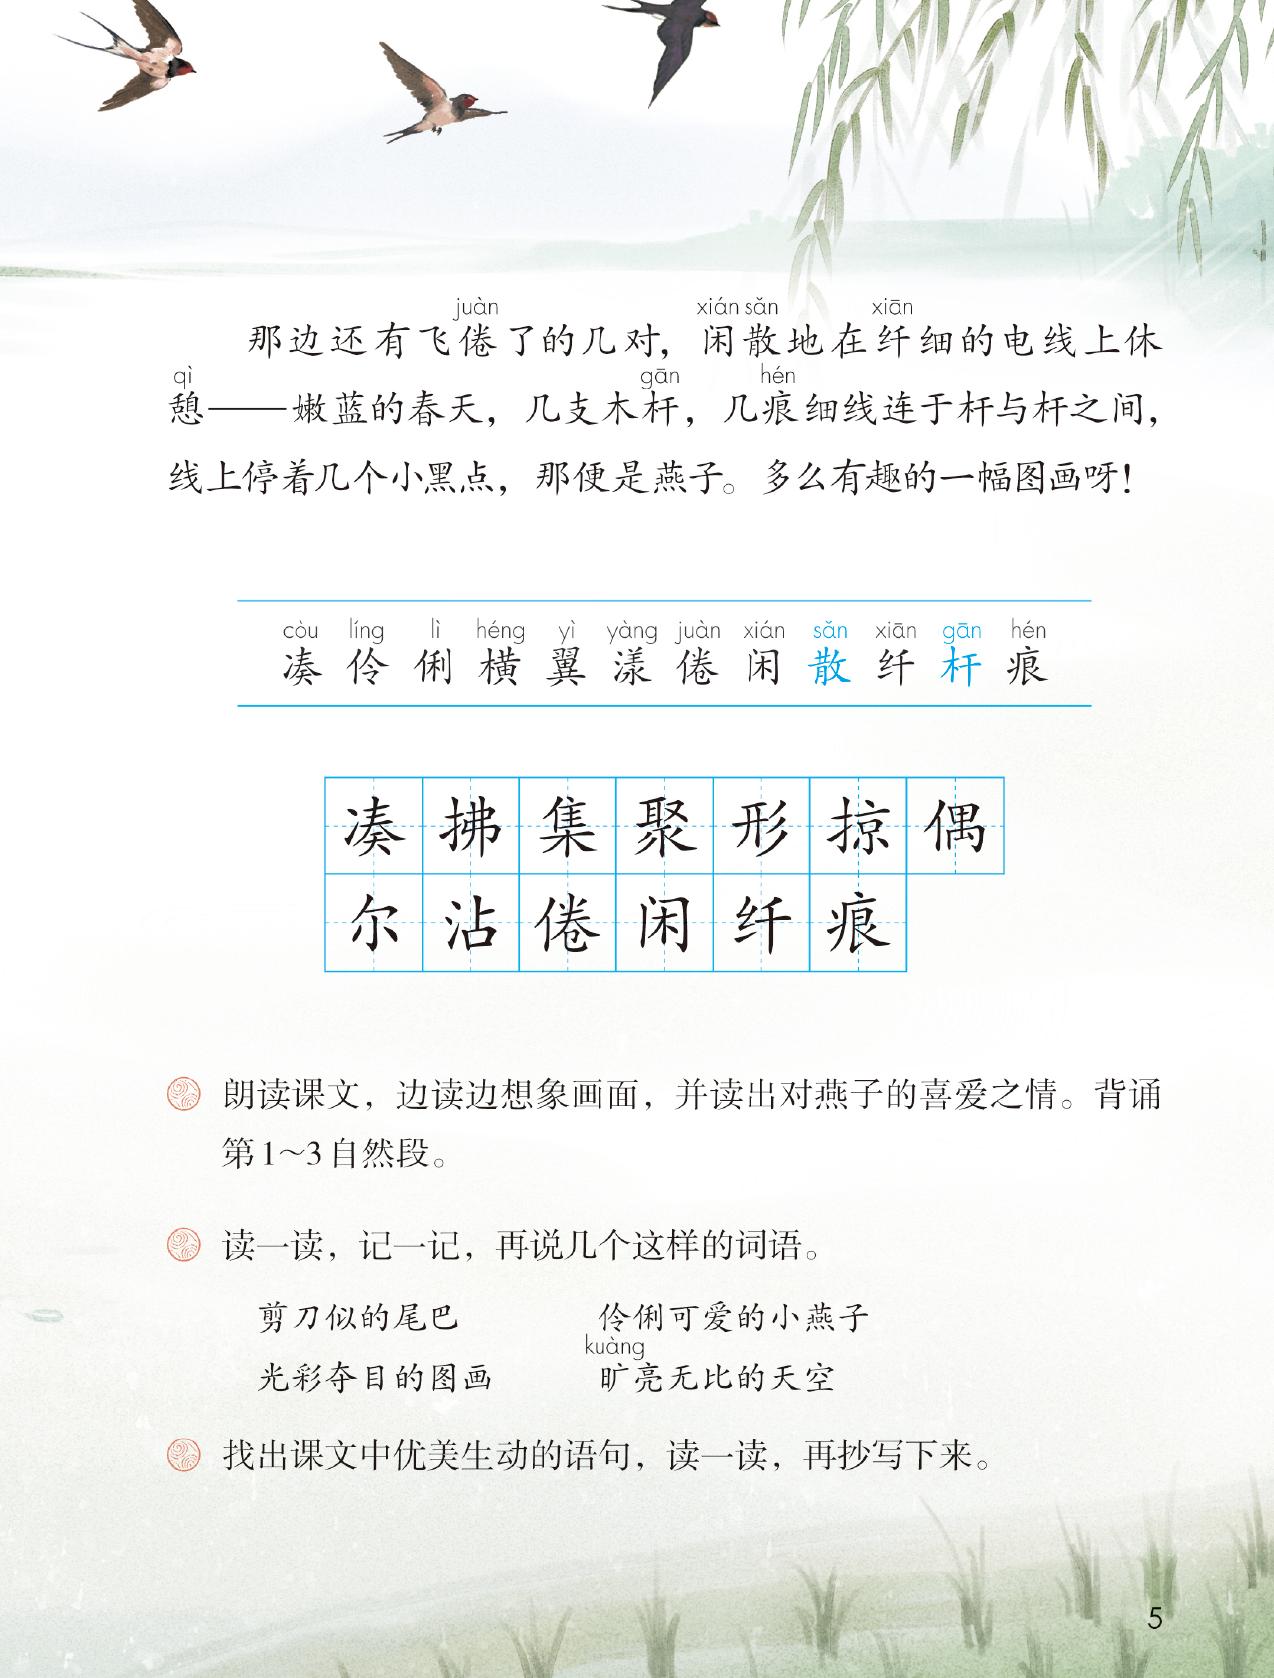 juàn xián sǎn xiān
那边还有飞倦了的几对，闲散地在纤细的电线上休
qì gān hén
憩——嫩蓝的春天，几支木杆，几痕细线连于杆与杆之间，
线上停着几个小黑点，那便是燕子。多么有趣的一幅图画呀！
còu líng lì héng yì yàng juàn xián sǎn xiān gān hén
凑 伶 俐 横 翼 漾 倦 闲 散 纤 杆 痕
凑 拂 集 聚 形 掠 偶
尔 沾 倦 闲 纤 痕
朗读课文，边读边想象画面，并读出对燕子的喜爱之情。背诵
第1～3自然段。
读一读，记一记，再说几个这样的词语。
剪刀似的尾巴 伶俐可爱的小燕子
kuàng
光彩夺目的图画 旷亮无比的天空
找出课文中优美生动的语句，读一读，再抄写下来。
5